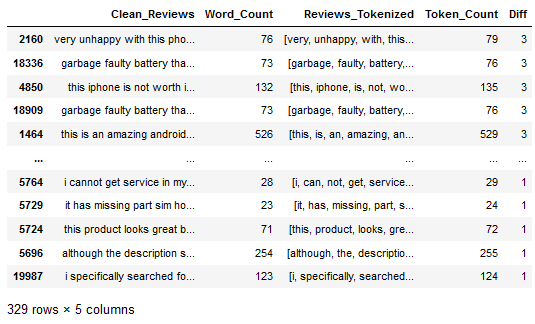 Clean_Reviews Word_Count Reviews_Tokenized Token_Count Diff
2160 very unhappy with this pho... 76 [very, unhappy, with, this... 79 3
18336 garbage faulty battery tha... 73 [garbage, faulty, battery,... 76 3
4850 this iphone is not worth i... 132 [this, iphone, is, not, wo... 135 3
18909 garbage faulty battery tha... 73 [garbage, faulty, battery,... 76 3
1464 this is an amazing android... 526 [this, is, an, amazing, an... 529 3
... ... ... ... ... ...
5764 i cannot get service in my... 28 [i, can, not, get, service... 29 1
5729 it has missing part sim ho... 23 [it, has, missing, part, s... 24 1
5724 this product looks great b... 71 [this, product, looks, gre... 72 1
5696 although the description s... 254 [although, the, descriptio... 255 1
19987 i specifically searched fo... 123 [i, specifically, searched... 124 1
329 rows × 5 columns